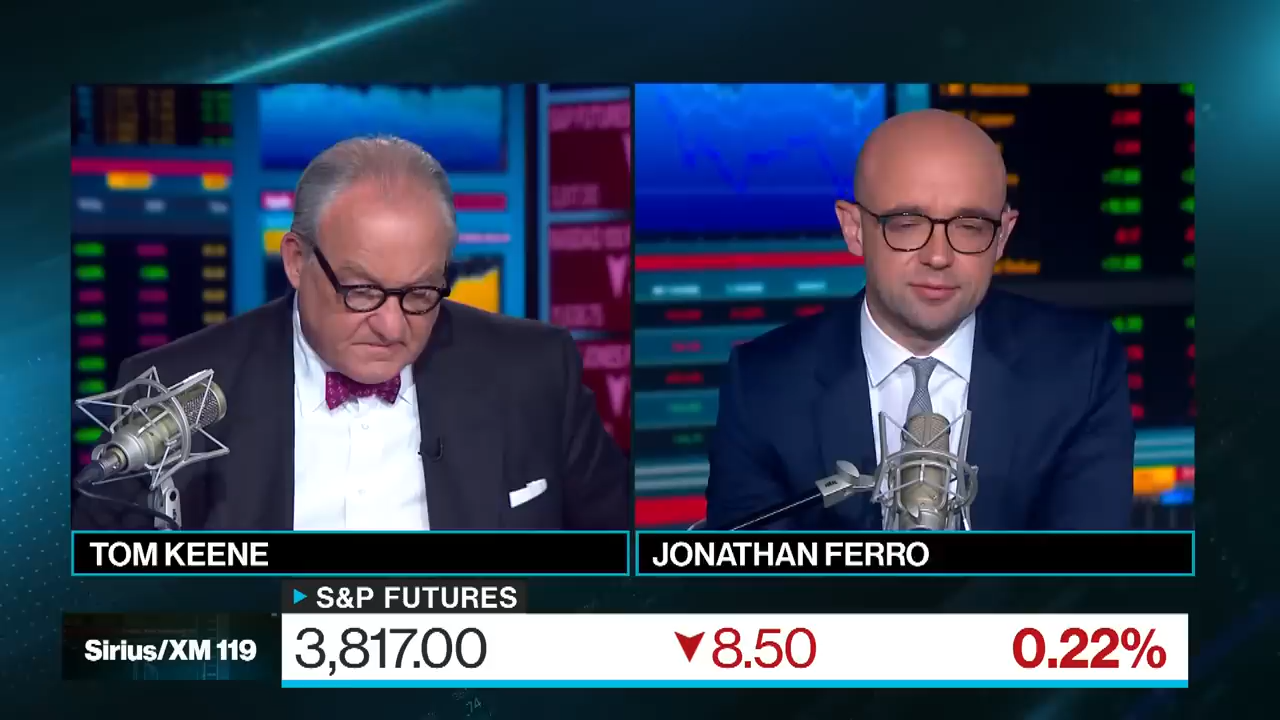 TOM KEENE
JONATHAN FERRO
S&P FUTURES
Sirius/XM 119
3,817.00
8.50
0.22%